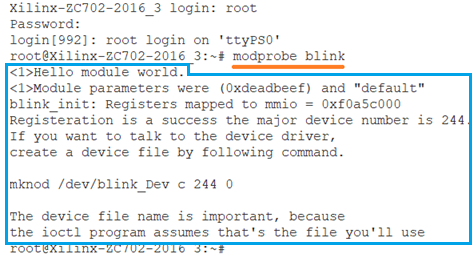 Xilinx-ZC702-2016_3 login: root
Password:
login[992]: root login on 'ttyPS0'
root@Xilinx-ZC702-2016_3:~# modprobe blink
<1>Hello module world.
<1>Module parameters were (0xdeadbeef) and "default"
blink_init: Registers mapped to mmio = 0xf0a5c000
Registeration is a success the major device number is 244.
If you want to talk to the device driver,
create a device file by following command.
mknod /dev/blink_Dev c 244 0
The device file name is important, because
the ioctl program assumes that's the file you'll use
root@Xilinx-ZC702-2016_3:~#